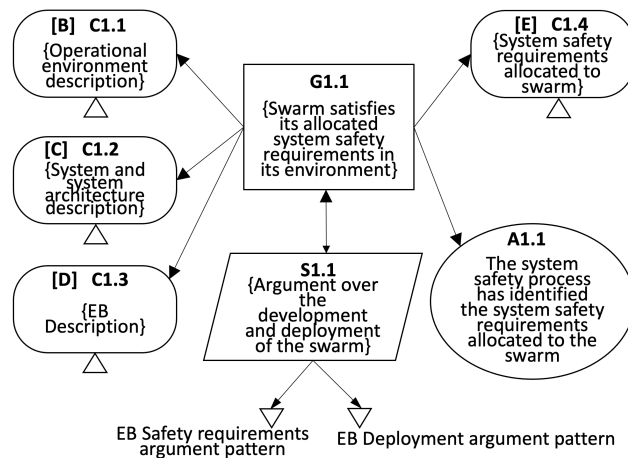 [B] C1.1
{Operational
environment
description}
[C] C1.2
{System and
system
architecture
description}
[D] C1.3
{EB
Description}
G1.1
{Swarm satisfies
its allocated
system safety
requirements in
its environment}
S1.1
{Argument over
the
development
and deployment
of the swarm}
[E] C1.4
{System safety
requirements
allocated to
swarm}
A1.1
The system
safety process
has identified
the system safety
requirements
allocated to the
swarm
EB Safety requirements
argument pattern
EB Deployment argument pattern